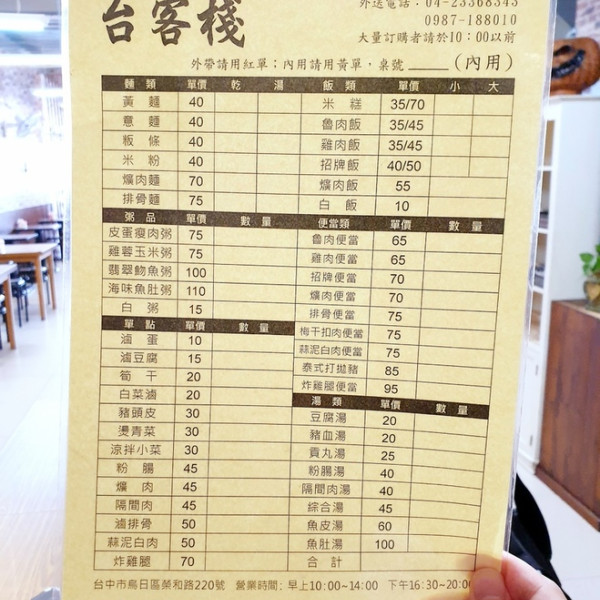 台客棧
外送電話：04-23368343
0987-188010
大量訂購者請於10：00以前
外帶請用紅單；內用請用黃單，桌號_____(內用)
麵類 單價 乾 湯
黃麵 40
意麵 40
粄條 40
米粉 40
爌肉麵 70
排骨麵 75
粥品 單價 數量
皮蛋瘦肉粥 75
雞蓉玉米粥 75
翡翠魩魚粥 100
海味魚肚粥 110
白粥 15
單點 單價 數量
滷蛋 10
滷豆腐 15
筍干 20
白菜滷 20
豬頭皮 30
燙青菜 30
涼拌小菜 30
粉腸 45
爌肉 45
隔間肉 45
滷排骨 50
蒜泥白肉 50
炸雞腿 70
飯類 單價 小 大
米糕 35/70
魯肉飯 35/45
雞肉飯 35/45
招牌飯 40/50
爌肉飯 55
白飯 10
便當類 單價 數量
魯肉便當 65
雞肉便當 65
招牌便當 70
爌肉便當 70
排骨便當 75
梅干扣肉便當 75
蒜泥白肉便當 75
泰式打拋豬 85
炸雞腿便當 95
湯類 單價 數量
豆腐湯 20
豬血湯 20
貢丸湯 25
粉腸湯 40
隔間肉湯 40
綜合湯 45
魚皮湯 60
魚肚湯 100
合計
台中市烏日區榮和路220號 營業時間：早上10:00~14:00 下午16:30~20:00